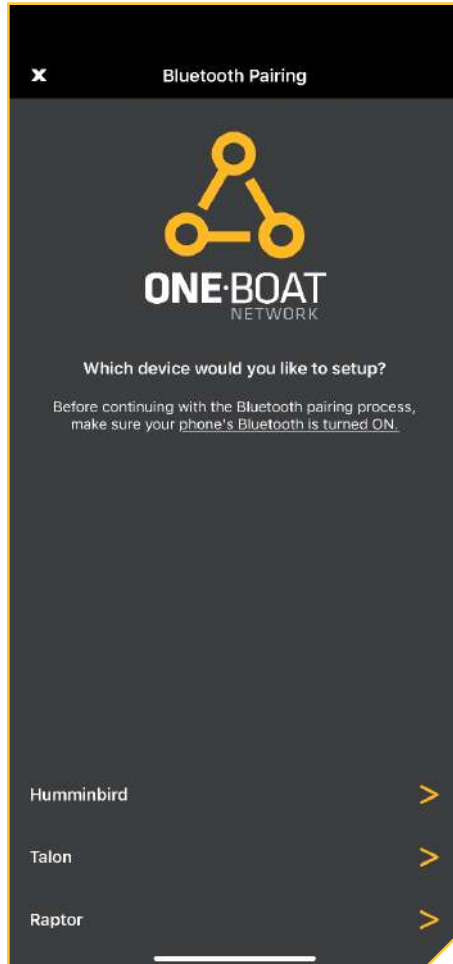 X Bluetooth Pairing
ONE·BOAT
NETWORK
Which device would you like to setup?
Before continuing with the Bluetooth pairing process,
make sure your phone's Bluetooth is turned ON.
Humminbird >
Talon >
Raptor >